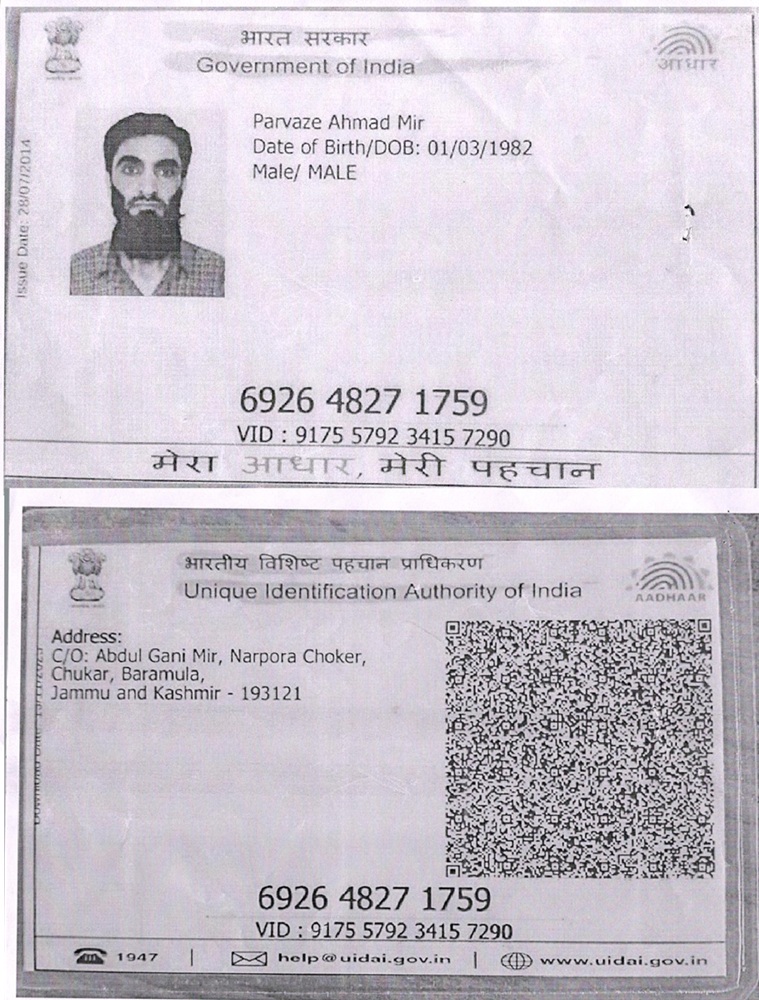 भारत सरकार
Government of India
आधार
Issue Date: 28/07/2014
Parvaze Ahmad Mir
Date of Birth/DOB: 01/03/1982
Male/ MALE
6926 4827 1759
VID : 9175 5792 3415 7290
मेरा आधार, मेरी पहचान
भारतीय विशिष्ट पहचान प्राधिकरण
Unique Identification Authority of India
AADHAAR
Address:
C/O: Abdul Gani Mir, Narpora Choker,
Chukar, Baramula,
Jammu and Kashmir - 193121
6926 4827 1759
VID : 9175 5792 3415 7290
1947 | help@uidai.gov.in | www.uidai.gov.in